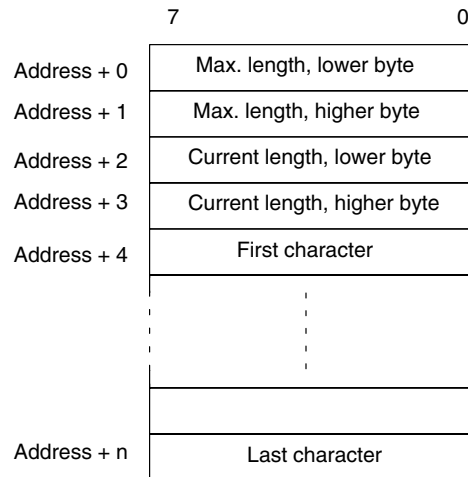 7 0
Address + 0 Max. length, lower byte
Address + 1 Max. length, higher byte
Address + 2 Current length, lower byte
Address + 3 Current length, higher byte
Address + 4 First character
Address + n Last character